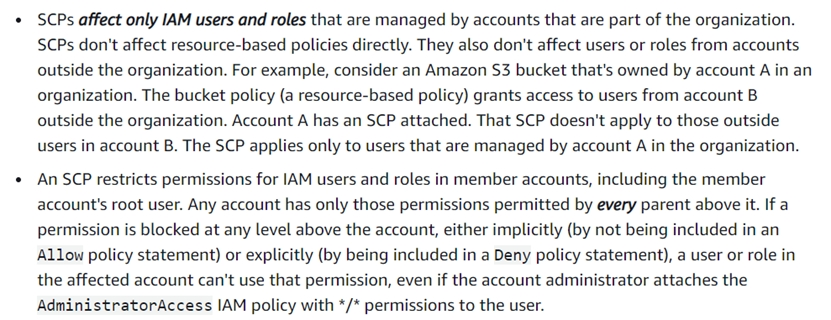 • SCPs affect only IAM users and roles that are managed by accounts that are part of the organization.
SCPs don't affect resource-based policies directly. They also don't affect users or roles from accounts
outside the organization. For example, consider an Amazon S3 bucket that's owned by account A in an
organization. The bucket policy (a resource-based policy) grants access to users from account B
outside the organization. Account A has an SCP attached. That SCP doesn't apply to those outside
users in account B. The SCP applies only to users that are managed by account A in the organization.
• An SCP restricts permissions for IAM users and roles in member accounts, including the member
account's root user. Any account has only those permissions permitted by every parent above it. If a
permission is blocked at any level above the account, either implicitly (by not being included in an
Allow policy statement) or explicitly (by being included in a Deny policy statement), a user or role in
the affected account can't use that permission, even if the account administrator attaches the
AdministratorAccess IAM policy with */* permissions to the user.